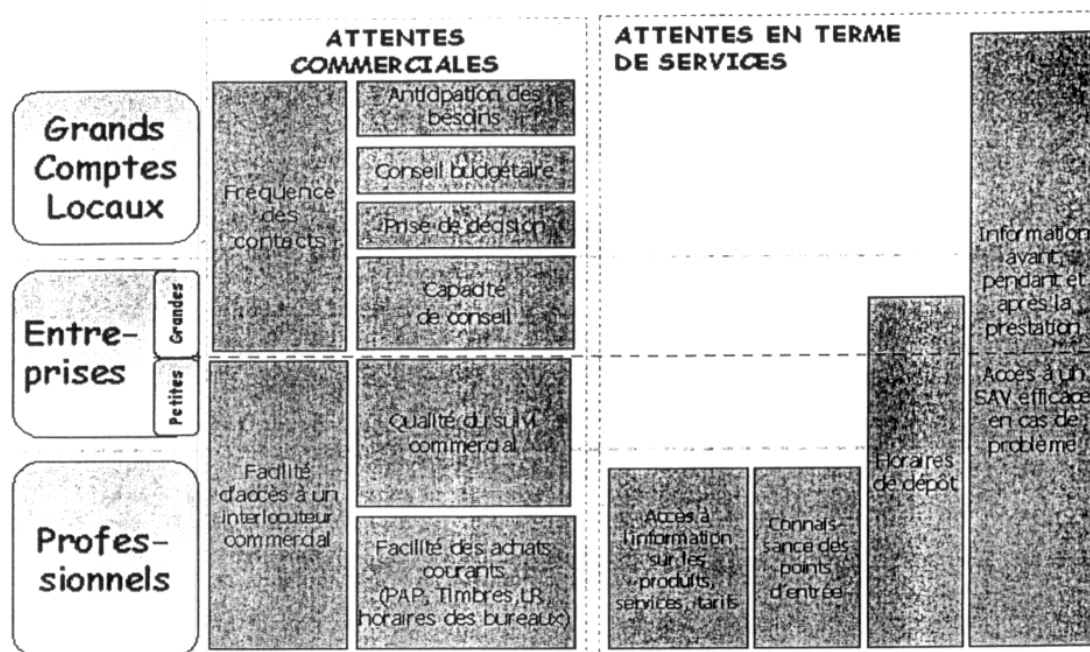 ATTENTES
COMMERCIALES
ATTENTES EN TERME
DE SERVICES
Grands
Comptes
Locaux
Entre-
prises
Grandes
Petites
Profes-
sionnels
Fréquence
des
contacts
Anticipation des
besoins
Conseil budgétaire
Prise de décision
Capacité
de conseil
Facilité
d'accès à un
interlocuteur
commercial
Qualité du suivi
commercial
Facilité des achats
courants
(PAP, Timbres, LR,
horaires des bureaux)
Accès à
l'information
sur les
produits,
services, tarifs
Connais-
sance des
points
d'entrée
Horaires
de dépôt
Information
avant,
pendant et
après la
prestation
Accès à un
SAV efficace
en cas de
problème